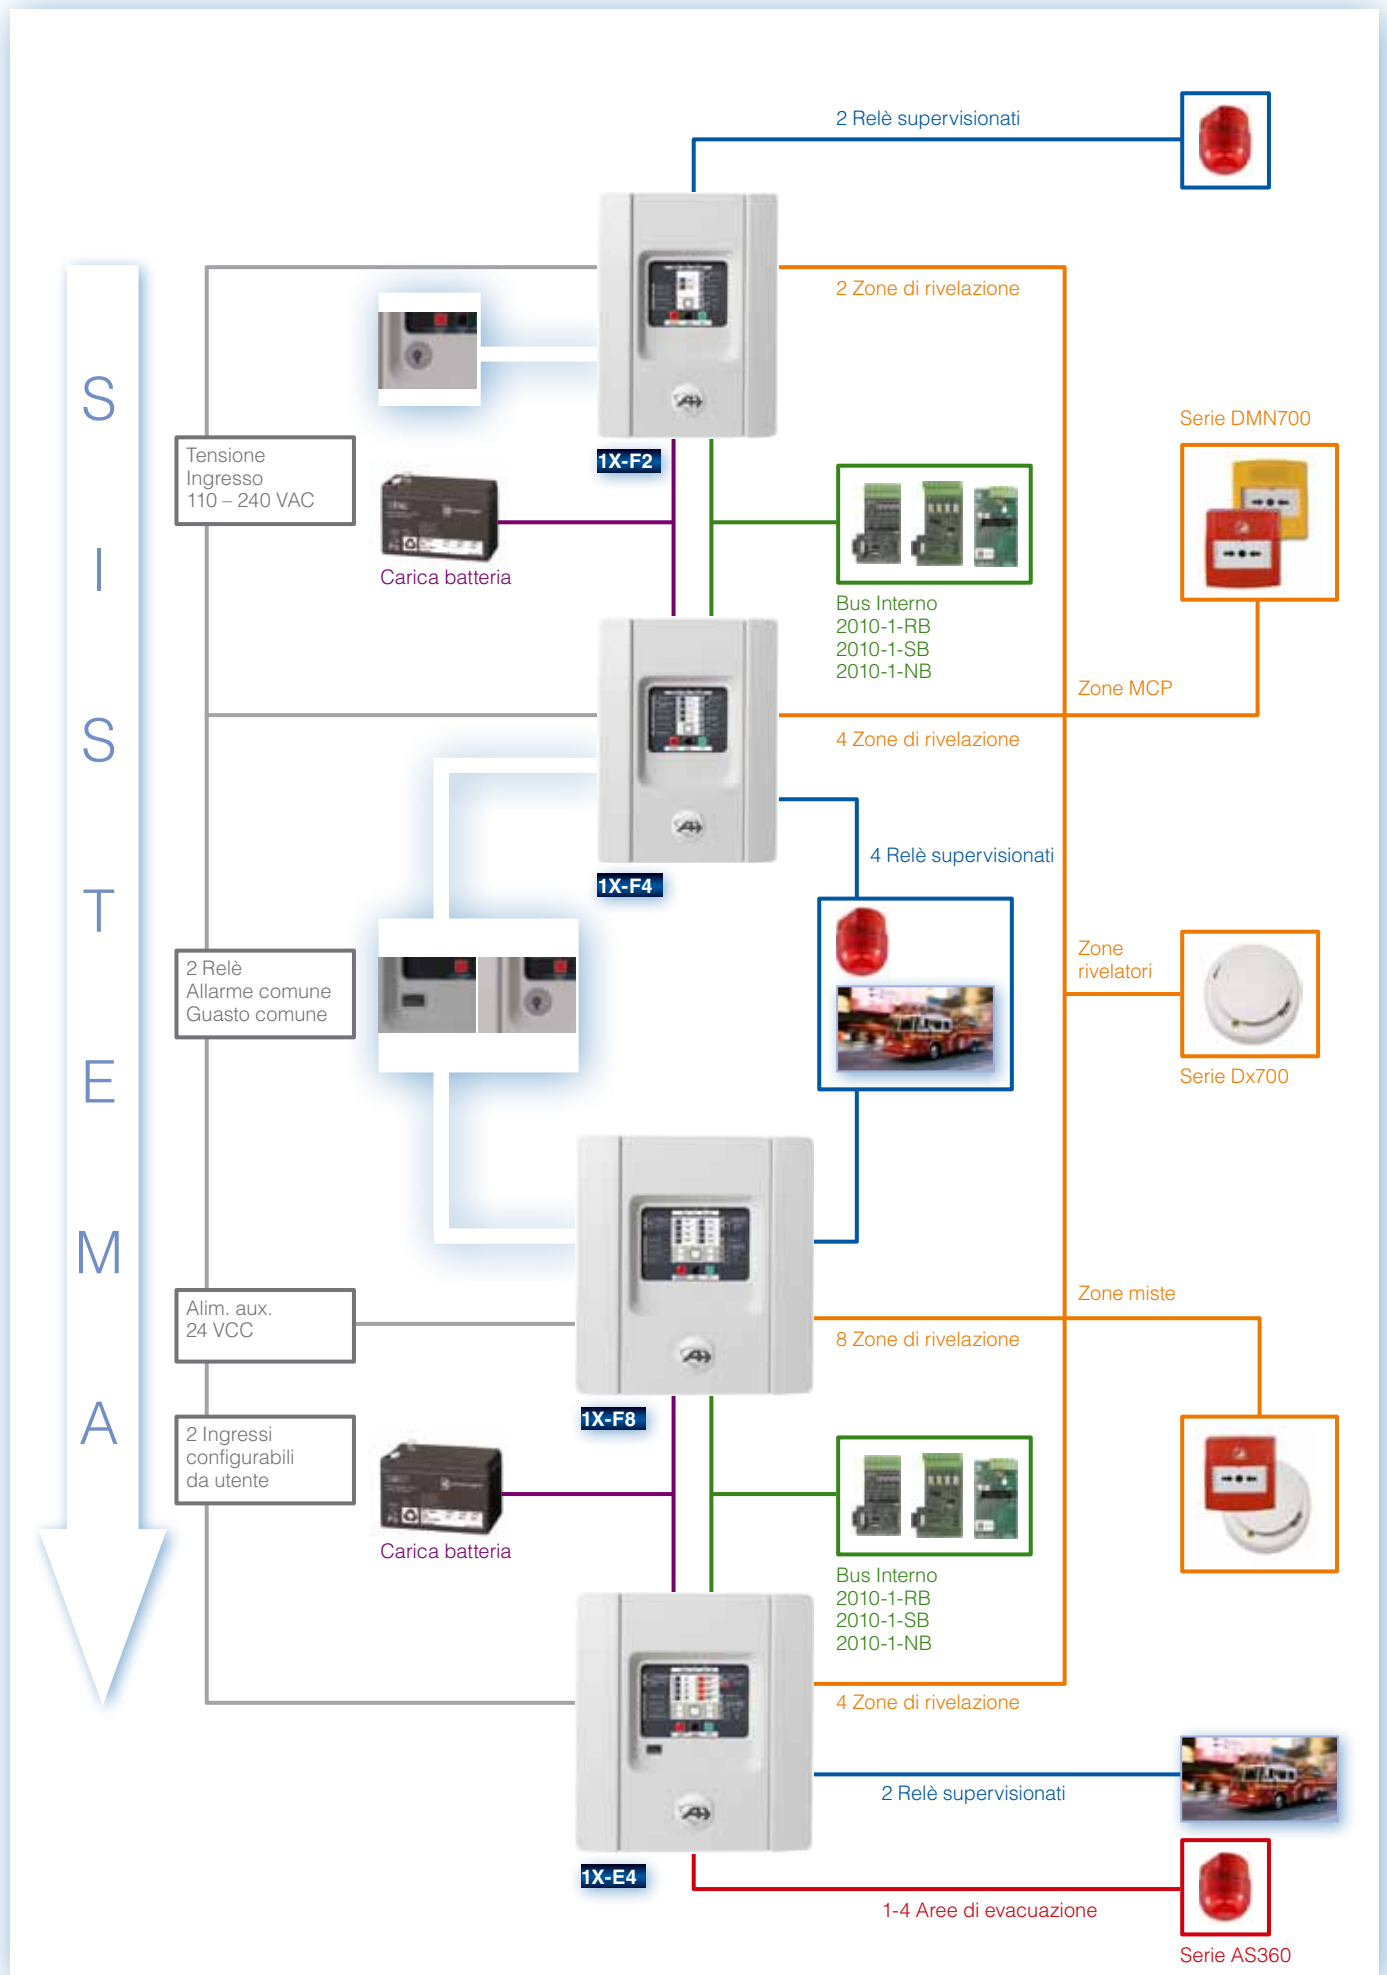 2 Relè supervisionati
2 Zone di rivelazione
SISTEMA
Serie DMN700
Tensione
Ingresso
110 – 240 VAC
1X-F2
Carica batteria
Bus Interno
2010-1-RB
2010-1-SB
2010-1-NB
Zone MCP
4 Zone di rivelazione
4 Relè supervisionati
1X-F4
Zone
rivelatori
2 Relè
Allarme comune
Guasto comune
Serie Dx700
Zone miste
Alim. aux.
24 VCC
8 Zone di rivelazione
1X-F8
2 Ingressi
configurabili
da utente
Carica batteria
Bus Interno
2010-1-RB
2010-1-SB
2010-1-NB
4 Zone di rivelazione
2 Relè supervisionati
1X-E4
1-4 Aree di evacuazione
Serie AS360